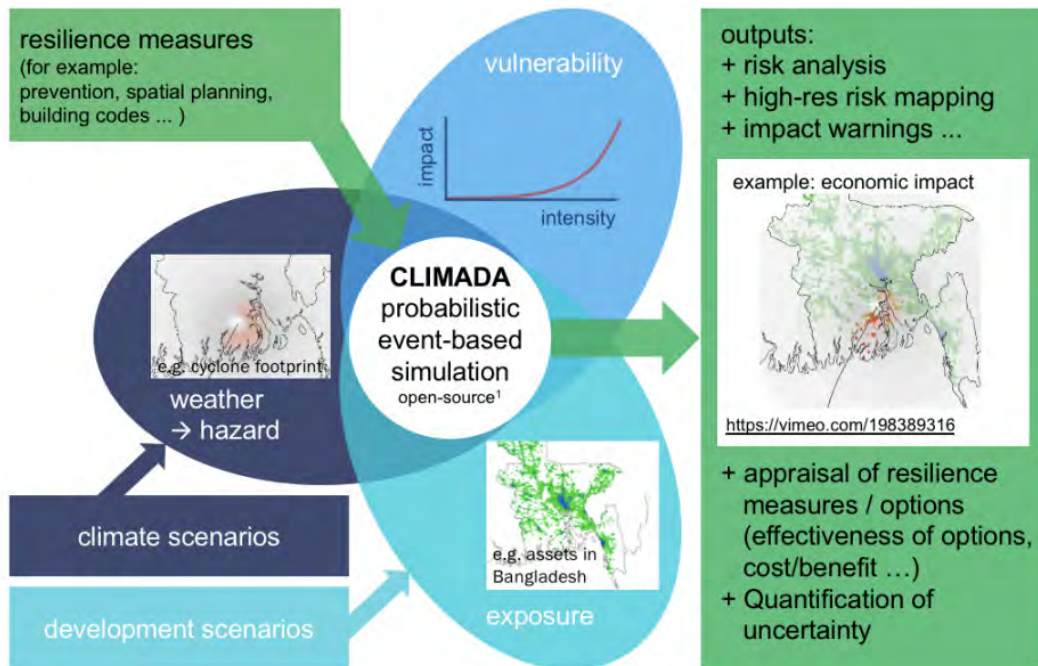 resilience measures
(for example:
prevention, spatial planning,
building codes ... )
vulnerability
impact
intensity
CLIMADA
probabilistic
event-based
simulation
open-source¹
e.g. cyclone footprint
weather
→ hazard
climate scenarios
development scenarios
e.g. assets in
Bangladesh
exposure
outputs:
+ risk analysis
+ high-res risk mapping
+ impact warnings ...
example: economic impact
https://vimeo.com/198389316
+ appraisal of resilience
measures / options
(effectiveness of options,
cost/benefit ...)
+ Quantification of
uncertainty